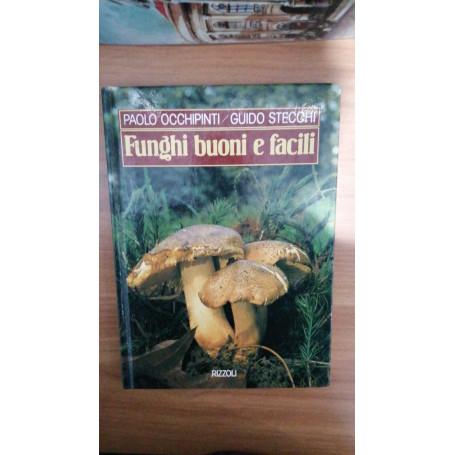 PAOLO OCCHIPINTI / GUIDO STECCHI
Funghi buoni e facili
RIZZOLI